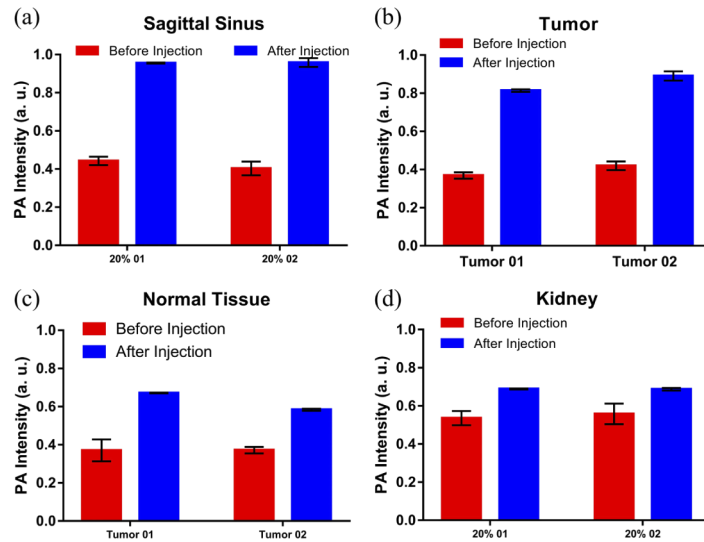 (a)
Sagittal Sinus
Before Injection After Injection
PA Intensity (a. u.)
1.0
0.8
0.6
0.4
0.2
0.0
20% 01 20% 02
(b)
Tumor
Before Injection
After Injection
PA Intensity (a. u.)
1.0
0.8
0.6
0.4
0.2
0.0
Tumor 01 Tumor 02
(c)
Normal Tissue
Before Injection
After Injection
PA Intensity (a. u.)
1.0
0.8
0.6
0.4
0.2
0.0
Tumor 01 Tumor 02
(d)
Kidney
Before Injection
After Injection
PA Intensity (a. u.)
1.0
0.8
0.6
0.4
0.2
0.0
20% 01 20% 02